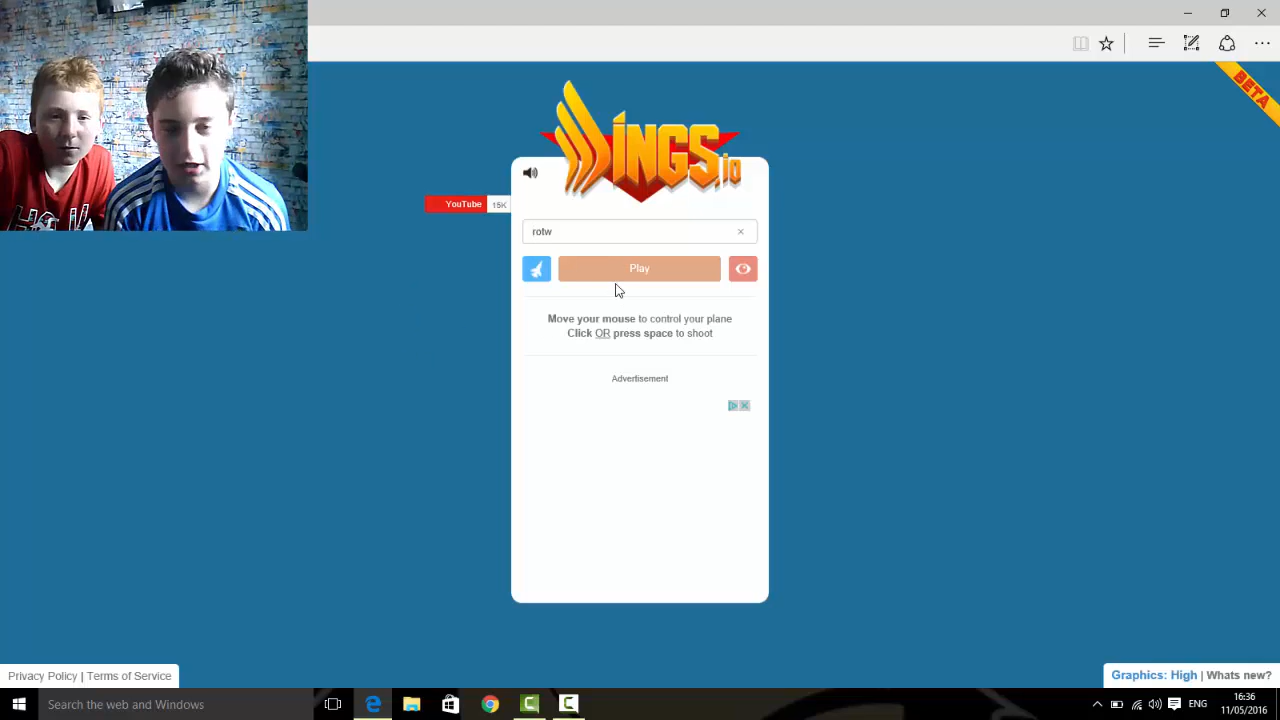 BETA
WINGS.io
YouTube 15K
rotw
Play
Move your mouse to control your plane
Click OR press space to shoot
Advertisement
Privacy Policy | Terms of Service
Graphics: High | Whats new?
Search the web and Windows
ENG
16:36
11/05/2016